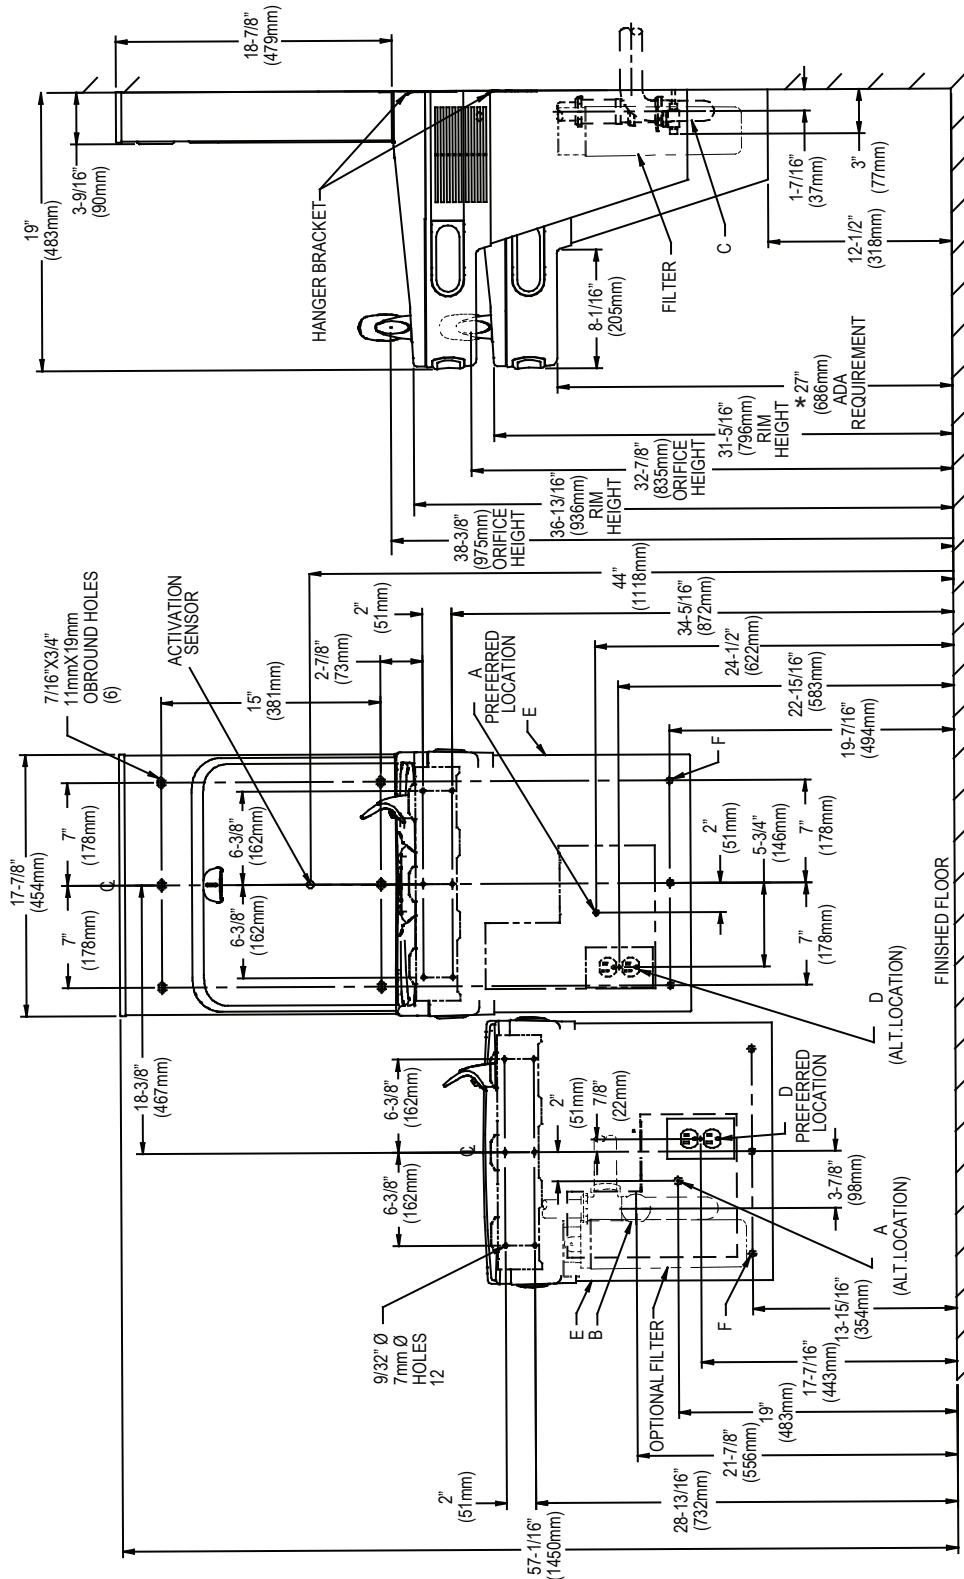 18-7/8"
(479mm)
19"
(483mm)
3-9/16"
(90mm)
HANGER BRACKET
8-1/16"
(205mm)
FILTER
C
1-7/16"
(37mm)
3"
(77mm)
12-1/2"
(318mm)
*27"
(686mm)
ADA
REQUIREMENT
31-5/16"
(796mm)
RIM
HEIGHT
32-7/8"
(835mm)
ORIFICE
HEIGHT
36-13/16"
(936mm)
RIM
HEIGHT
38-3/8"
(975mm)
ORIFICE
HEIGHT
7/16"X3/4"
11mmX19mm
OBROUND HOLES
(6)
ACTIVATION
SENSOR
15"
(381mm)
2-7/8"
(73mm)
2"
(51mm)
44"
(1118mm)
34-5/16"
(872mm)
24-1/2"
(622mm)
22-15/16"
(583mm)
19-7/16"
(494mm)
A
PREFERRED
LOCATION
E
F
17-7/8"
(454mm)
7"
(178mm)
℄
7"
(178mm)
6-3/8"
(162mm)
6-3/8"
(162mm)
2"
(51mm)
5-3/4"
(146mm)
7"
(178mm)
7"
(178mm)
D
(ALT.LOCATION)
FINISHED FLOOR
18-3/8"
(467mm)
6-3/8"
(162mm)
℄
6-3/8"
(162mm)
2"
(51mm)
7/8"
(22mm)
D
PREFERRED
LOCATION
3-7/8"
(98mm)
A
(ALT.LOCATION)
9/32" Ø
7mm Ø
HOLES
12
E
B
OPTIONAL FILTER
F
13-15/16"
(354mm)
17-7/16"
(443mm)
19"
(483mm)
21-7/8"
(556mm)
28-13/16"
(732mm)
2"
(51mm)
57-1/16"
(1450mm)